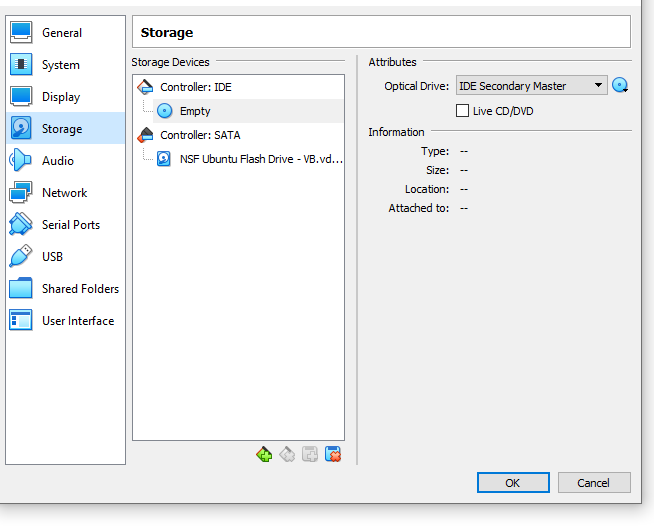 General
System
Display
Storage
Audio
Network
Serial Ports
USB
Shared Folders
User Interface
Storage
Storage Devices
Controller: IDE
Empty
Controller: SATA
NSF Ubuntu Flash Drive - VB.vd...
Attributes
Optical Drive: IDE Secondary Master
Live CD/DVD
Information
Type: --
Size: --
Location: --
Attached to: --
OK Cancel